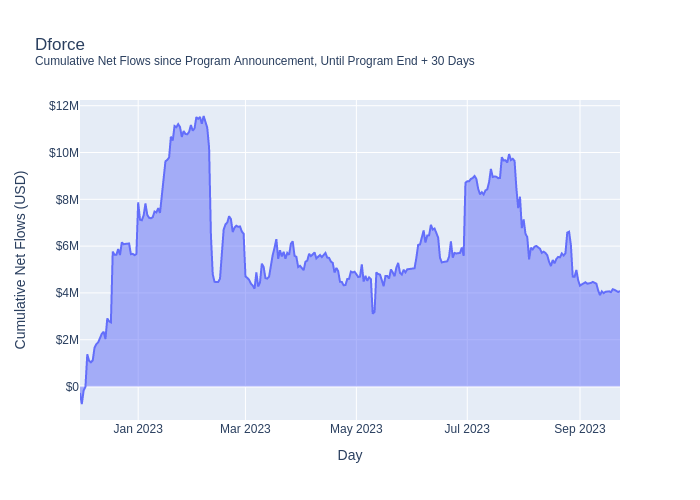 Dforce
Cumulative Net Flows since Program Announcement, Until Program End + 30 Days
Cumulative Net Flows (USD)
$12M
$10M
$8M
$6M
$4M
$2M
$0
Jan 2023
Mar 2023
May 2023
Jul 2023
Sep 2023
Day